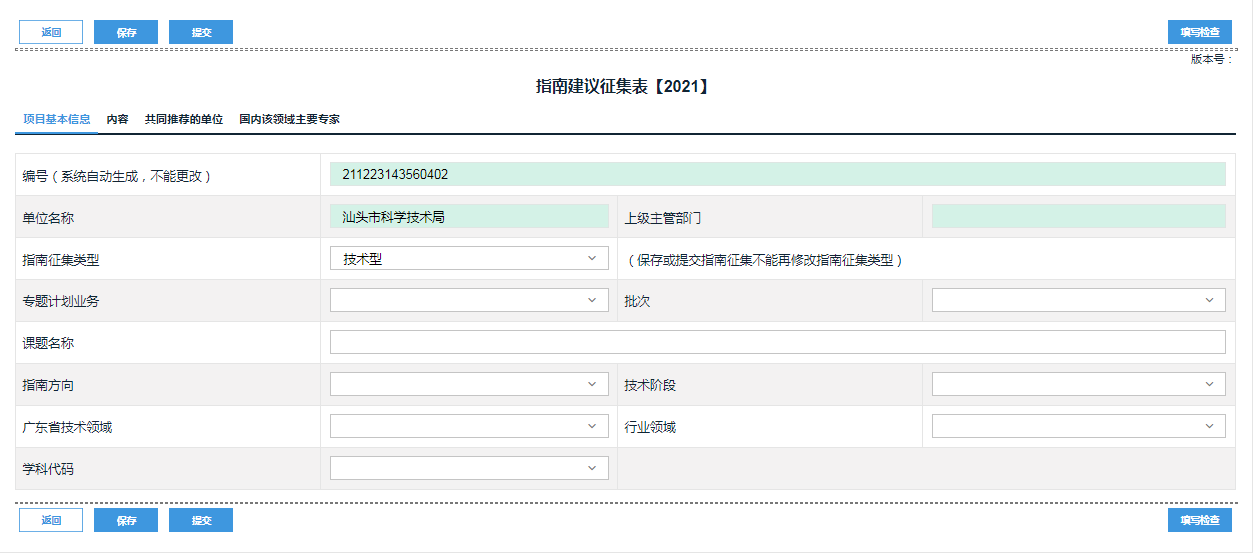 返回 保存 提交 填写检查
版本号：
指南建议征集表【2021】
项目基本信息 内容 共同推荐的单位 国内该领域主要专家
编号（系统自动生成，不能更改） 211223143560402
单位名称 汕头市科学技术局 上级主管部门
指南征集类型 技术型 （保存或提交指南征集不能再修改指南征集类型）
专题计划业务 批次
课题名称
指南方向 技术阶段
广东省技术领域 行业领域
学科代码
返回 保存 提交 填写检查